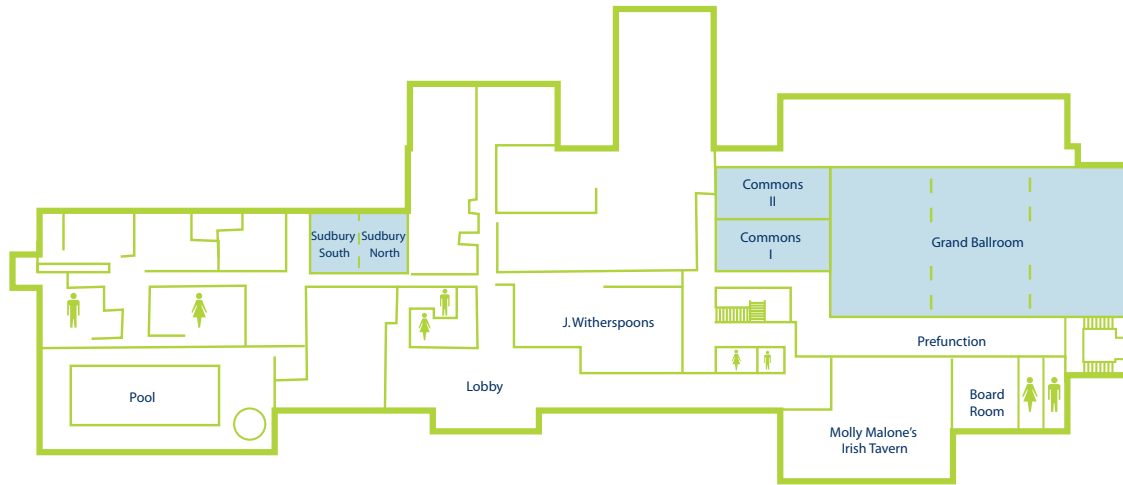 Commons
II
Commons
I
Grand Ballroom
Sudbury
South
Sudbury
North
J. Witherspoons
Prefunction
Pool
Lobby
Board
Room
Molly Malone's
Irish Tavern